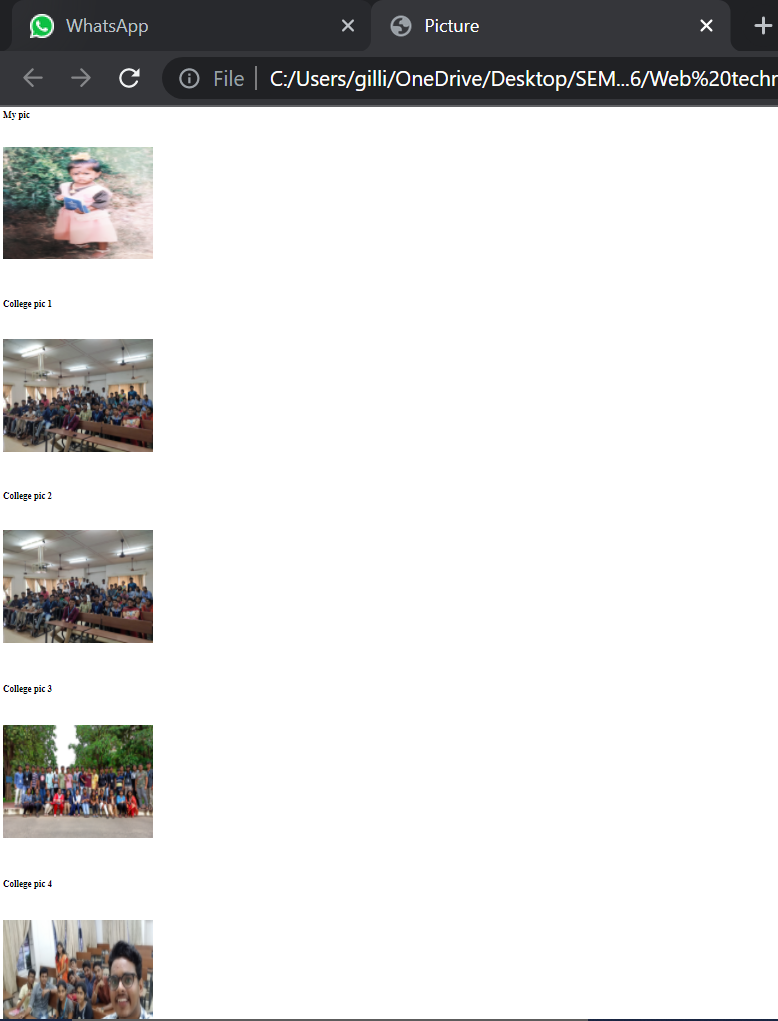 WhatsApp
Picture
File
C:/Users/gilli/OneDrive/Desktop/SEM...6/Web%20techn
My pic
College pic 1
College pic 2
College pic 3
College pic 4